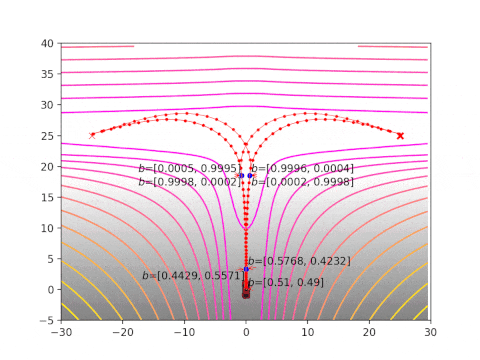 40
35
30
25
20
15
10
5
0
−5
b=[0.0005, 0.9995] b=[0.9996, 0.0004]
b=[0.9998, 0.0002] b=[0.0002, 0.9998]
b=[0.5768, 0.4232]
b=[0.4429, 0.5571]
b=[0.51, 0.49]
−30 −20 −10 0 10 20 30